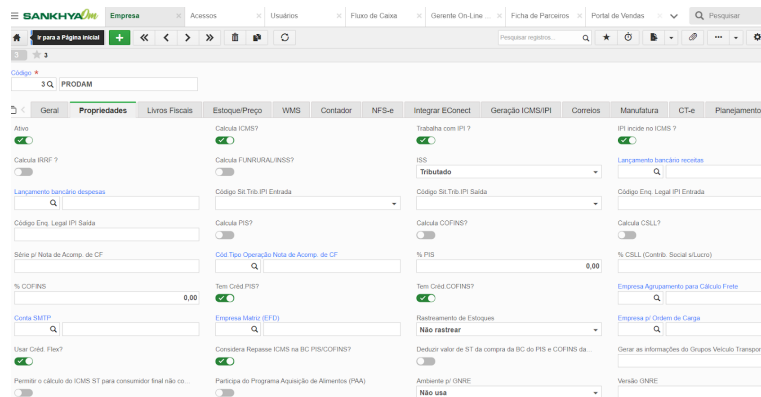 SANKHYA Om Empresa × Acessos × Usuários × Fluxo de Caixa × Gerente On-Line ... × Ficha de Parceiros × Portal de Vendas × Pesquisar
Ir para a Página Inicial Pesquisar registros...
3 3
Código *
3 PRODAM
Geral Propriedades Livros Fiscais Estoque/Preço WMS Contador NFS-e Integrar EConect Geração ICMS/IPI Correios Manufatura CT-e Planejamento
Ativo Calcula ICMS? Trabalha com IPI ? IPI incide no ICMS ?
Calcula IRRF ? Calcula FUNRURAL/INSS? ISS Lançamento bancário receitas
Tributado
Lançamento bancário despesas Código Sit.Trib.IPI Entrada Código Sit.Trib.IPI Saída Código Enq. Legal IPI Entrada
Código Enq. Legal IPI Saída Calcula PIS? Calcula COFINS? Calcula CSLL?
Série p/ Nota de Acomp. de CF Cód.Tipo Operação Nota de Acomp. de CF % PIS % CSLL (Contrib. Social s/Lucro)
0,00
% COFINS Tem Créd.PIS? Tem Créd.COFINS? Empresa Agrupamento para Cálculo Frete
0,00
Conta SMTP Empresa Matriz (EFD) Rastreamento de Estoques Empresa p/ Ordem de Carga
Não rastrear
Usar Créd. Flex? Considera Repasse ICMS na BC PIS/COFINS? Deduzir valor de ST da compra da BC do PIS e COFINS da... Gerar as informações do Grupos Veículo Transpor
Permitir o cálculo do ICMS ST para consumidor final não co... Participa do Programa Aquisição de Alimentos (PAA) Ambiente p/ GNRE Versão GNRE
Não usa